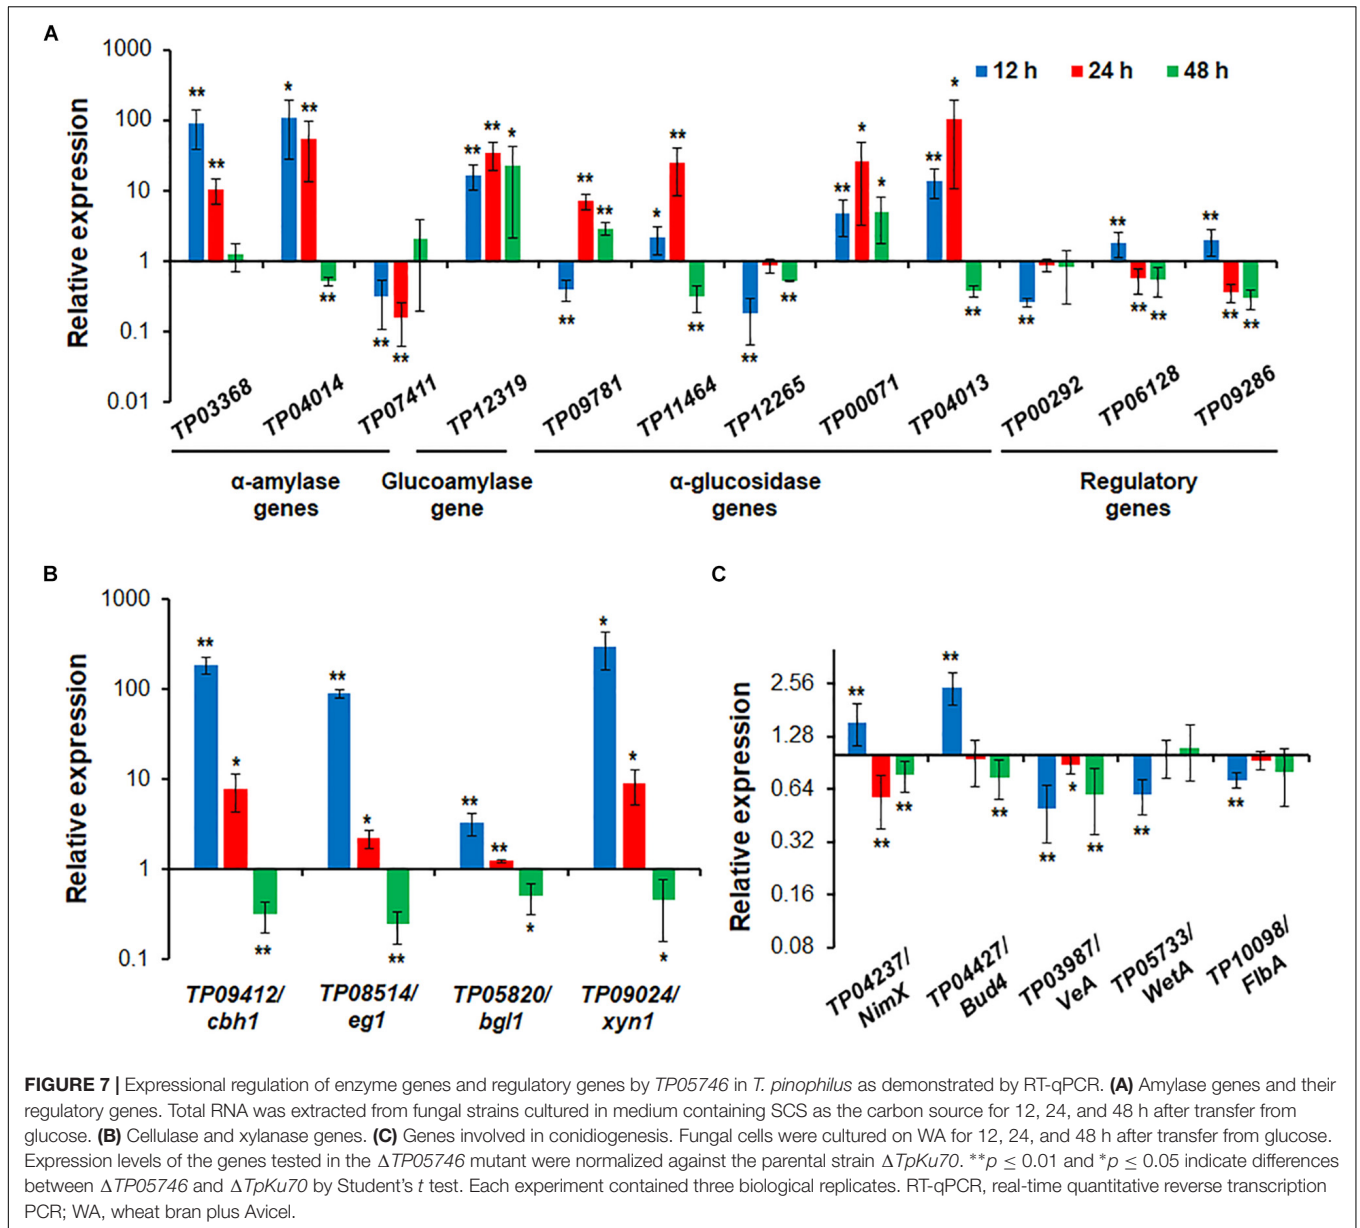 A
1000
100
10
1
0.1
0.01
Relative expression
12 h 24 h 48 h
** ** * ** ** ** ** ** ** * ** ** ** * ** ** ** ** ** * * ** * ** ** ** ** ** ** ** ** **
TP03368 TP04014 TP07411 TP12319 TP09781 TP11464 TP12265 TP00071 TP04013 TP00292 TP06128 TP09286
α-amylase genes
Glucoamylase gene
α-glucosidase genes
Regulatory genes
B
1000
100
10
1
0.1
Relative expression
** * ** ** * ** ** ** * * * *
TP09412/ cbh1
TP08514/ eg1
TP05820/ bgl1
TP09024/ xyn1
C
2.56
1.28
0.64
0.32
0.16
0.08
Relative expression
** ** ** ** ** ** * ** ** **
TP04237/ NimX
TP04427/ Bud4
TP03987/ VeA
TP05733/ WetA
TP10098/ FlbA
FIGURE 7 | Expressional regulation of enzyme genes and regulatory genes by TP05746 in T. pinophilus as demonstrated by RT-qPCR. (A) Amylase genes and their
regulatory genes. Total RNA was extracted from fungal strains cultured in medium containing SCS as the carbon source for 12, 24, and 48 h after transfer from
glucose. (B) Cellulase and xylanase genes. (C) Genes involved in conidiogenesis. Fungal cells were cultured on WA for 12, 24, and 48 h after transfer from glucose.
Expression levels of the genes tested in the ΔTP05746 mutant were normalized against the parental strain ΔTpKu70. **p ≤ 0.01 and *p ≤ 0.05 indicate differences
between ΔTP05746 and ΔTpKu70 by Student's t test. Each experiment contained three biological replicates. RT-qPCR, real-time quantitative reverse transcription
PCR; WA, wheat bran plus Avicel.